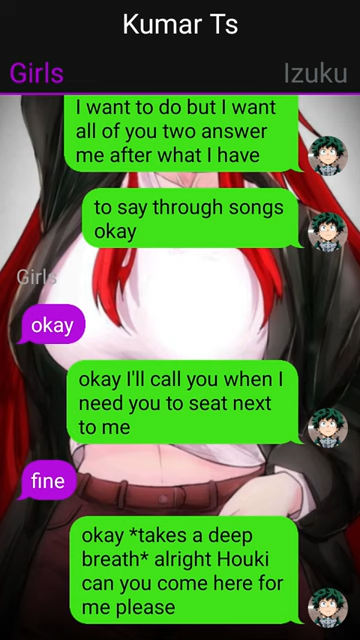 Kumar Ts
Girls Izuku
I want to do but I want
all of you two answer
me after what I have
to say through songs
okay
Girls
okay
okay I'll call you when I
need you to seat next
to me
fine
okay *takes a deep
breath* alright Houki
can you come here for
me please